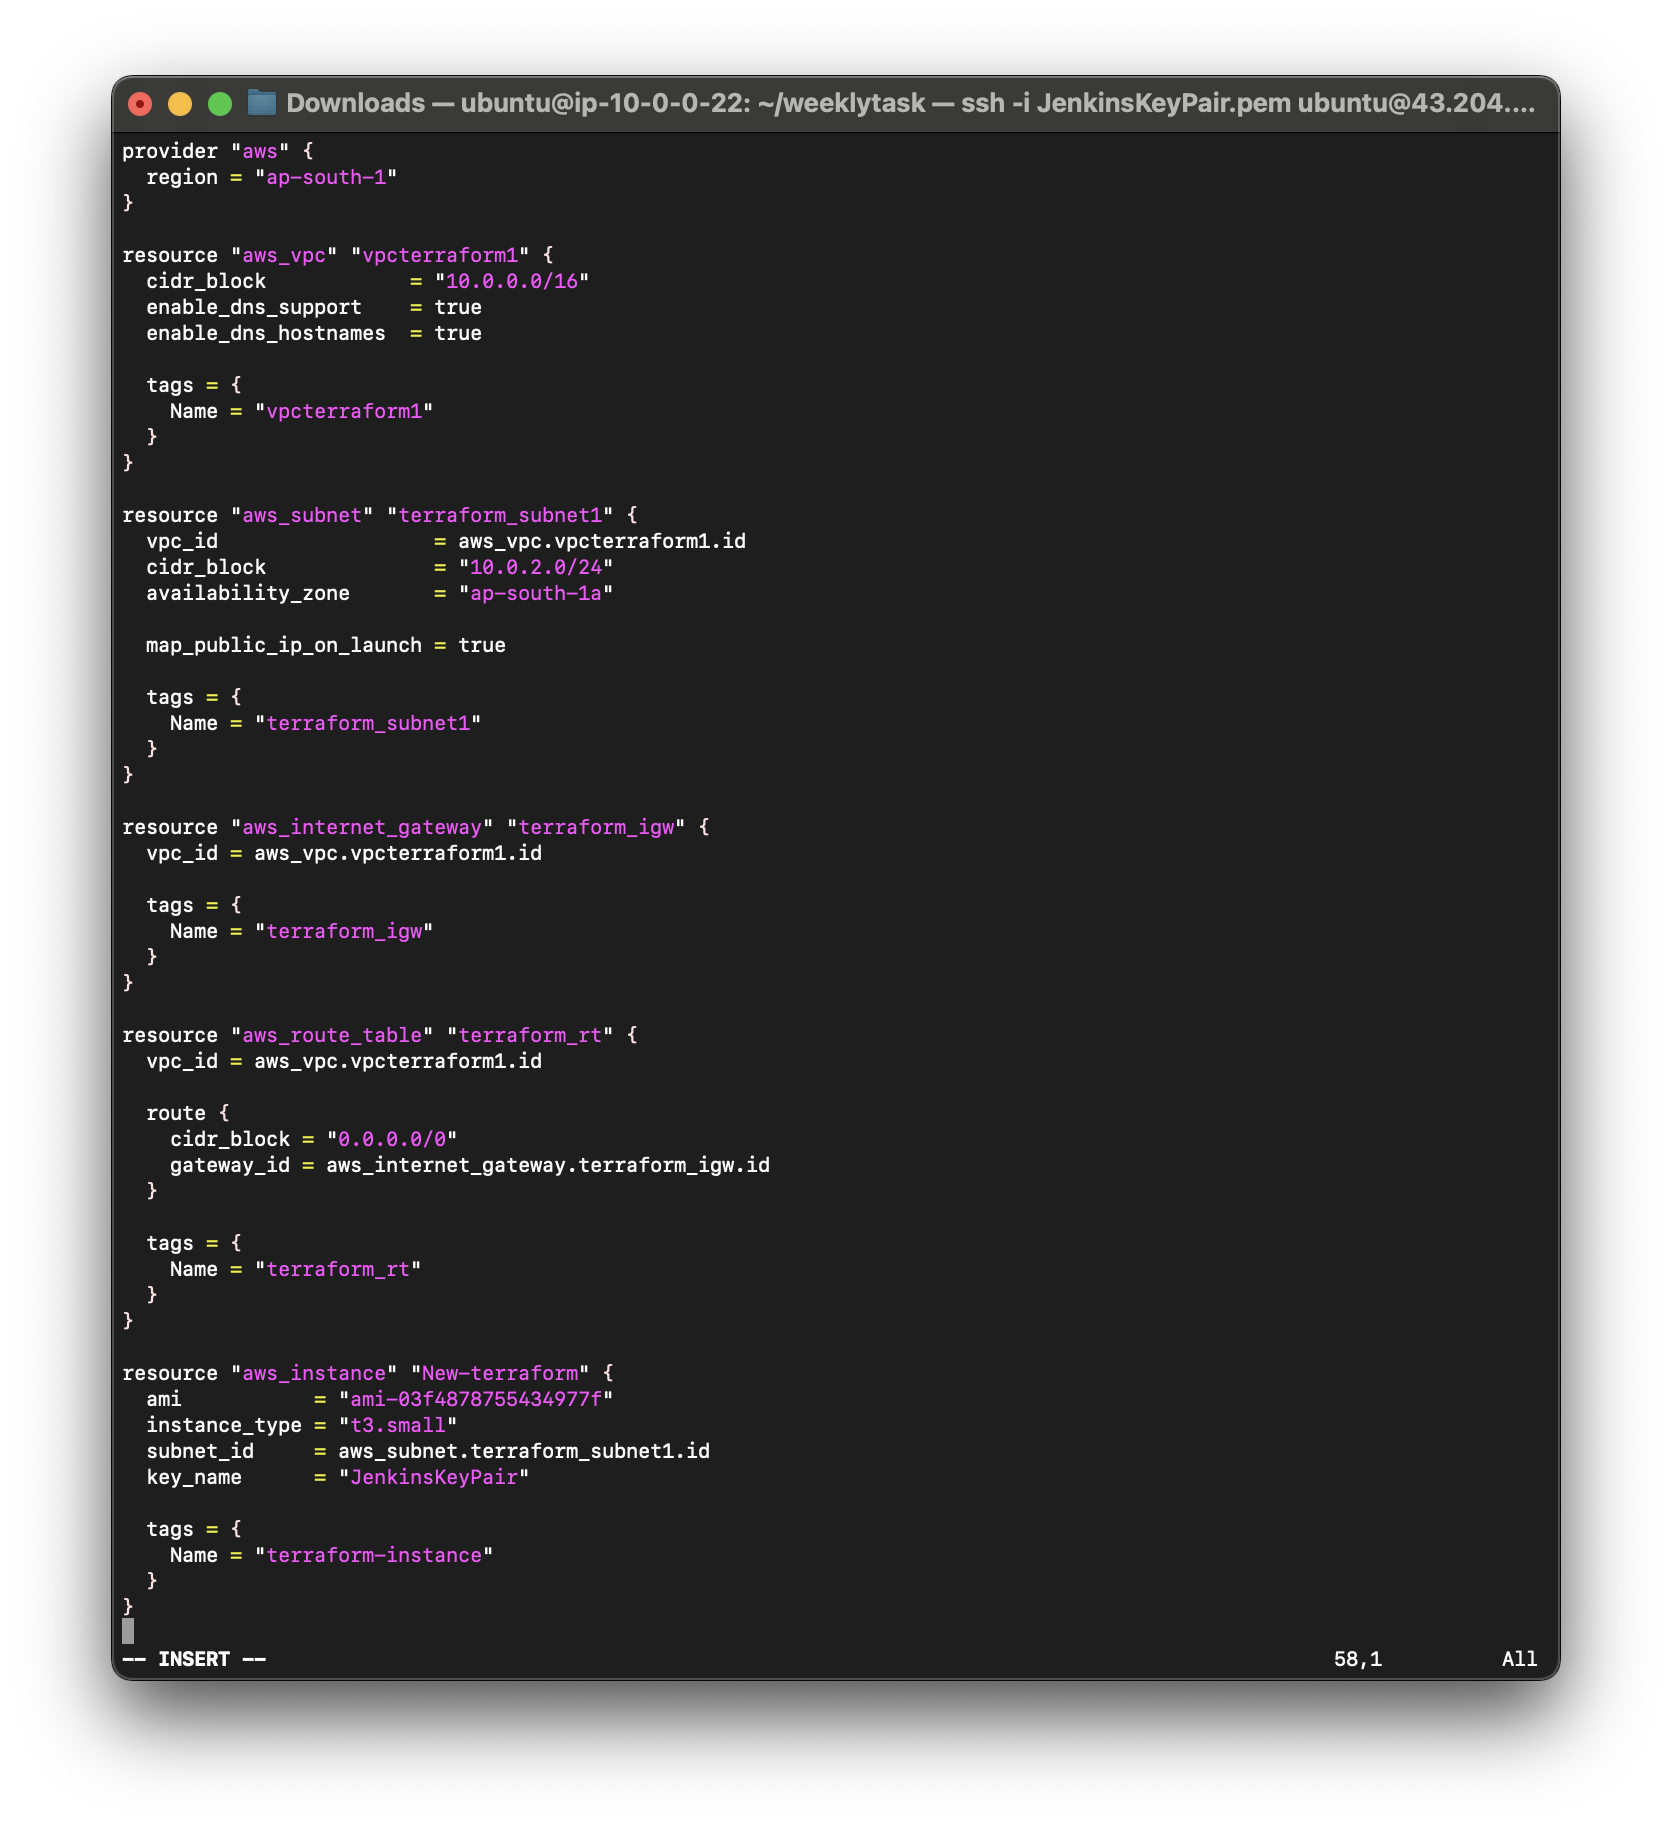 Downloads — ubuntu@ip-10-0-0-22: ~/weeklytask — ssh -i JenkinsKeyPair.pem ubuntu@43.204....
provider "aws" {
  region = "ap-south-1"
}

resource "aws_vpc" "vpcterraform1" {
  cidr_block            = "10.0.0.0/16"
  enable_dns_support    = true
  enable_dns_hostnames  = true

  tags = {
    Name = "vpcterraform1"
  }
}

resource "aws_subnet" "terraform_subnet1" {
  vpc_id                  = aws_vpc.vpcterraform1.id
  cidr_block              = "10.0.2.0/24"
  availability_zone       = "ap-south-1a"

  map_public_ip_on_launch = true

  tags = {
    Name = "terraform_subnet1"
  }
}

resource "aws_internet_gateway" "terraform_igw" {
  vpc_id = aws_vpc.vpcterraform1.id

  tags = {
    Name = "terraform_igw"
  }
}

resource "aws_route_table" "terraform_rt" {
  vpc_id = aws_vpc.vpcterraform1.id

  route {
    cidr_block = "0.0.0.0/0"
    gateway_id = aws_internet_gateway.terraform_igw.id
  }

  tags = {
    Name = "terraform_rt"
  }
}

resource "aws_instance" "New-terraform" {
  ami           = "ami-03f4878755434977f"
  instance_type = "t3.small"
  subnet_id     = aws_subnet.terraform_subnet1.id
  key_name      = "JenkinsKeyPair"

  tags = {
    Name = "terraform-instance"
  }
}
-- INSERT -- 58,1 All